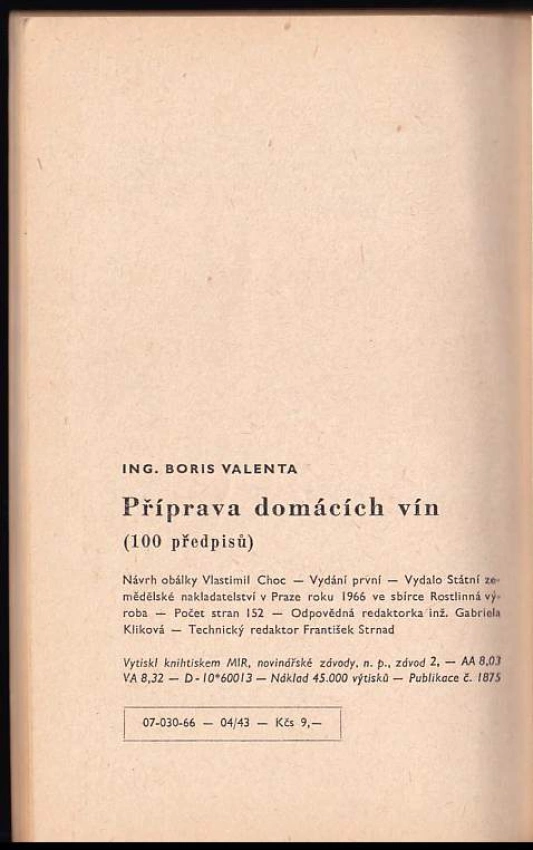 ING. BORIS VALENTA
Příprava domácích vín
(100 předpisů)
Návrh obálky Vlastimil Choc — Vydání první — Vydalo Státní ze-
mědělské nakladatelství v Praze roku 1966 ve sbírce Rostlinná vý-
roba — Počet stran 152 — Odpovědná redaktorka inž. Gabriela
Kliková — Technický redaktor František Strnad
Vytiskl knihtiskem MÍR, novinářské závody, n. p., závod 2, — AA 8,03
VA 8,32 — D - 10*60013 — Náklad 45.000 výtisků — Publikace č. 1875
07-030-66 — 04/43 — Kčs 9,—